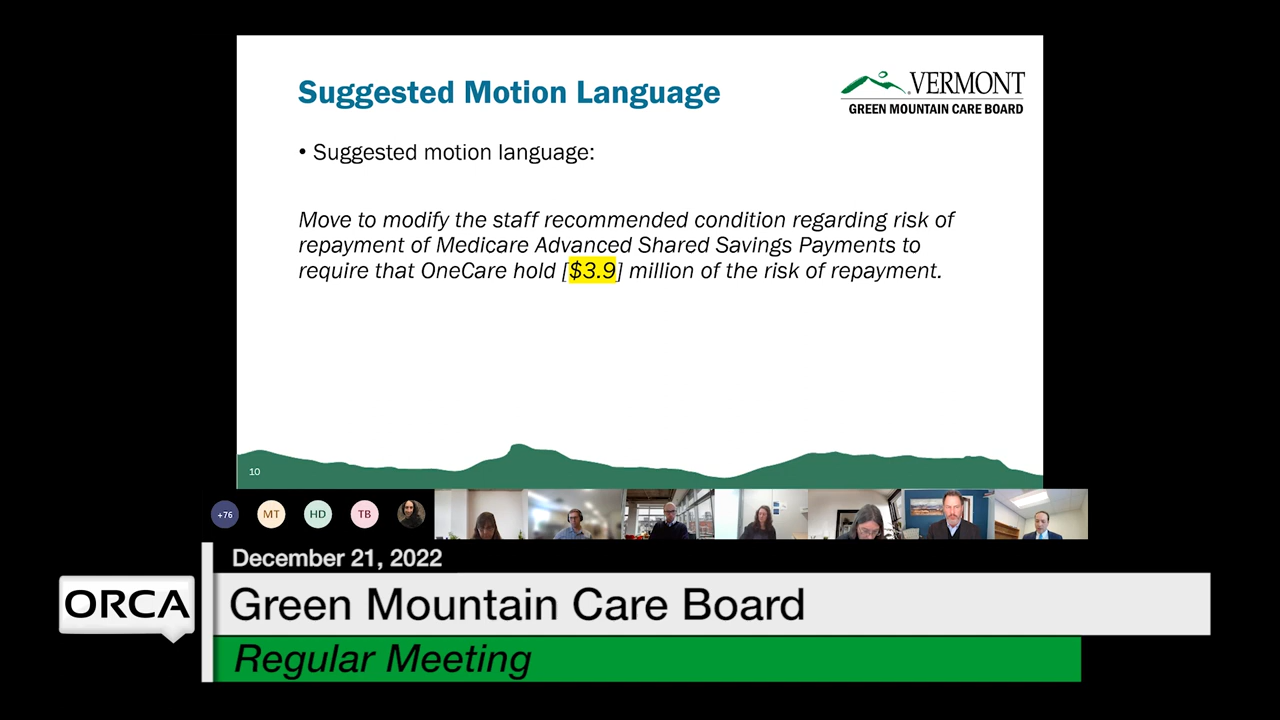 Suggested Motion Language
VERMONT
GREEN MOUNTAIN CARE BOARD
• Suggested motion language:
Move to modify the staff recommended condition regarding risk of
repayment of Medicare Advanced Shared Savings Payments to
require that OneCare hold [$3.9] million of the risk of repayment.
10
+76
MT
HD
TB
December 21, 2022
ORCA
Green Mountain Care Board
Regular Meeting